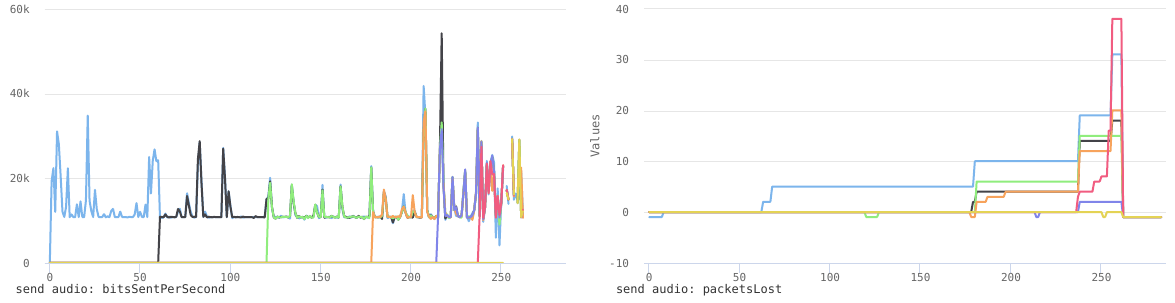 60k
40k
20k
0
0 50 100 150 200 250
send audio: bitsSentPerSecond
40
30
20
10
0
-10
Values
0 50 100 150 200 250
send audio: packetsLost